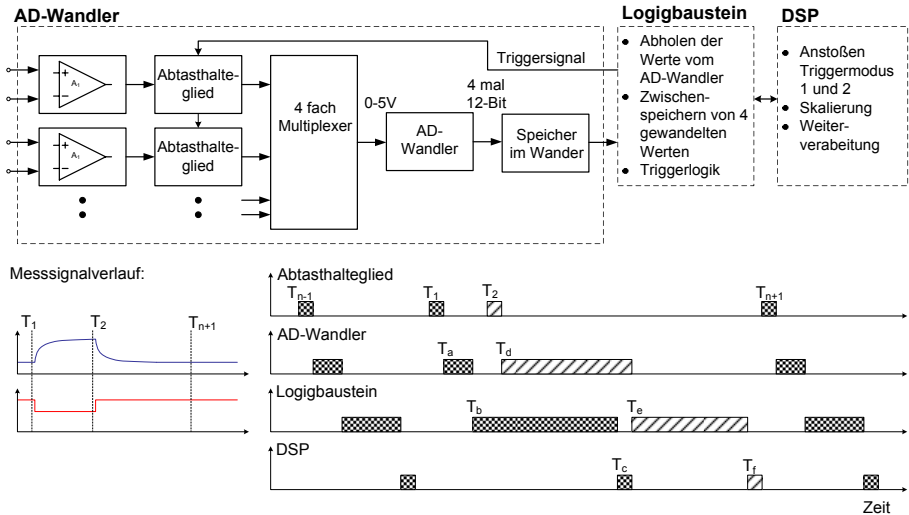 AD-Wandler
Logigbaustein
DSP
A₁
Abtasthalte-
glied
A₁
Abtasthalte-
glied
4 fach
Multiplexer
0-5V
AD-
Wandler
4 mal
12-Bit
Speicher
im Wander
Triggersignal
• Abholen der
Werte vom
AD-Wandler
• Zwischen-
speichern von 4
gewandelten
Werten
• Triggerlogik
• Anstoßen
Triggermodus
1 und 2
• Skalierung
• Weiter-
verabeitung
Messsignalverlauf:
T₁ T₂ Tₙ₊₁
Abtasthalteglied
Tₙ₋₁ T₁ T₂ Tₙ₊₁
AD-Wandler
Tₐ T_d
Logigbaustein
T_b T_e
DSP
T_c T_f
Zeit